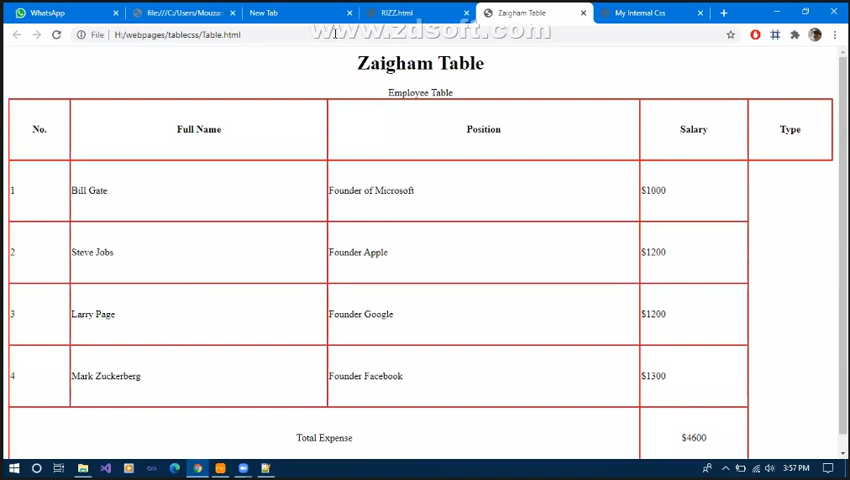 WhatsApp
file:///C:/Users/Mouza
New Tab
RIZZ.html
Zaigham Table
My Internal Css
File
H:/webpages/tablecss/Table.html
www.zdsoft.com
Zaigham Table
Employee Table
No. Full Name Position Salary Type
1 Bill Gate Founder of Microsoft $1000
2 Steve Jobs Founder Apple $1200
3 Larry Page Founder Google $1200
4 Mark Zuckerberg Founder Facebook $1300
Total Expense $4600
3:57 PM